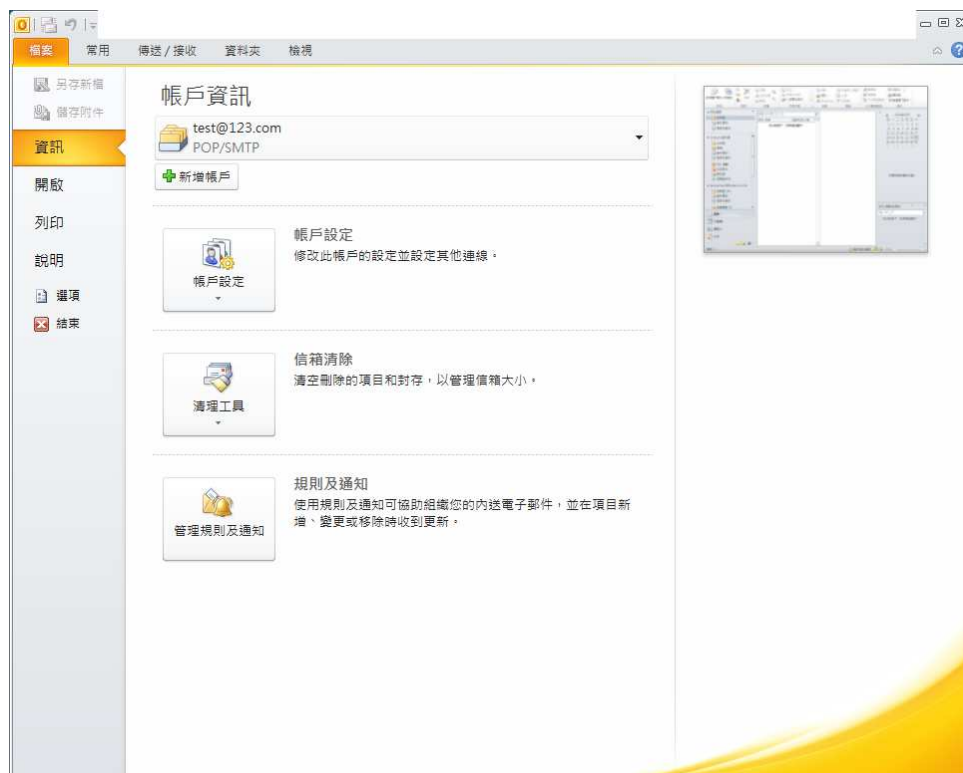 檔案 常用 傳送 / 接收 資料夾 檢視
另存新檔
儲存附件
資訊
開啟
列印
說明
選項
結束
帳戶資訊
test@123.com
POP/SMTP
新增帳戶
帳戶設定
帳戶設定
修改此帳戶的設定並設定其他連線。
清理工具
信箱清除
清空刪除的項目和封存，以管理信箱大小。
管理規則及通知
規則及通知
使用規則及通知可協助組織您的內送電子郵件，並在項目新
增、變更或移除時收到更新。